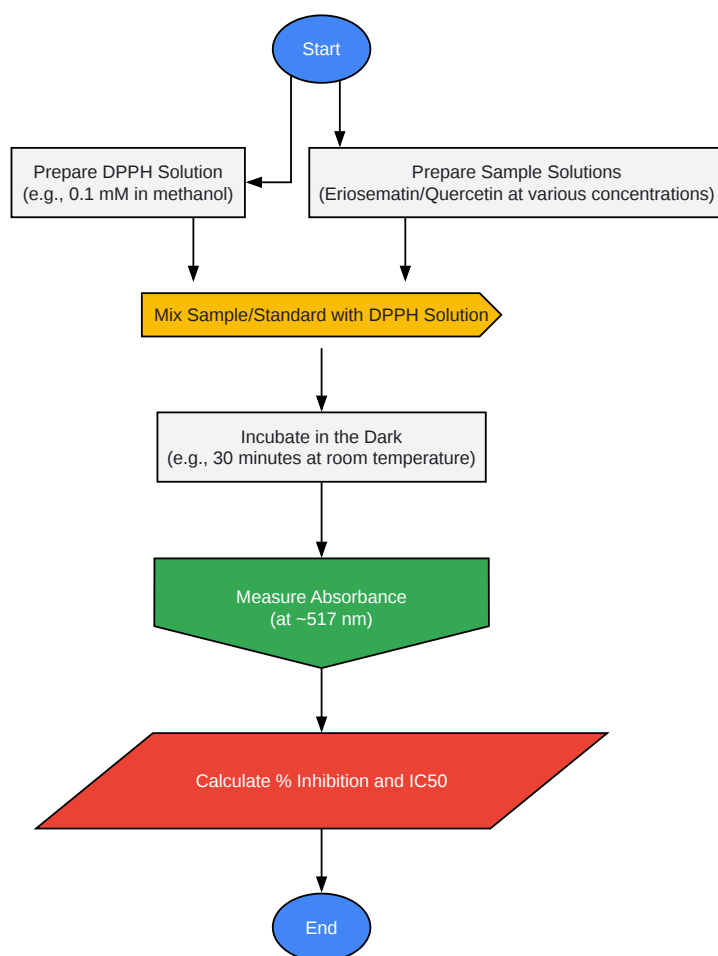 Start
Prepare DPPH Solution
(e.g., 0.1 mM in methanol)
Prepare Sample Solutions
(Eriosematin/Quercetin at various concentrations)
Mix Sample/Standard with DPPH Solution
Incubate in the Dark
(e.g., 30 minutes at room temperature)
Measure Absorbance
(at ~517 nm)
Calculate % Inhibition and IC50
End